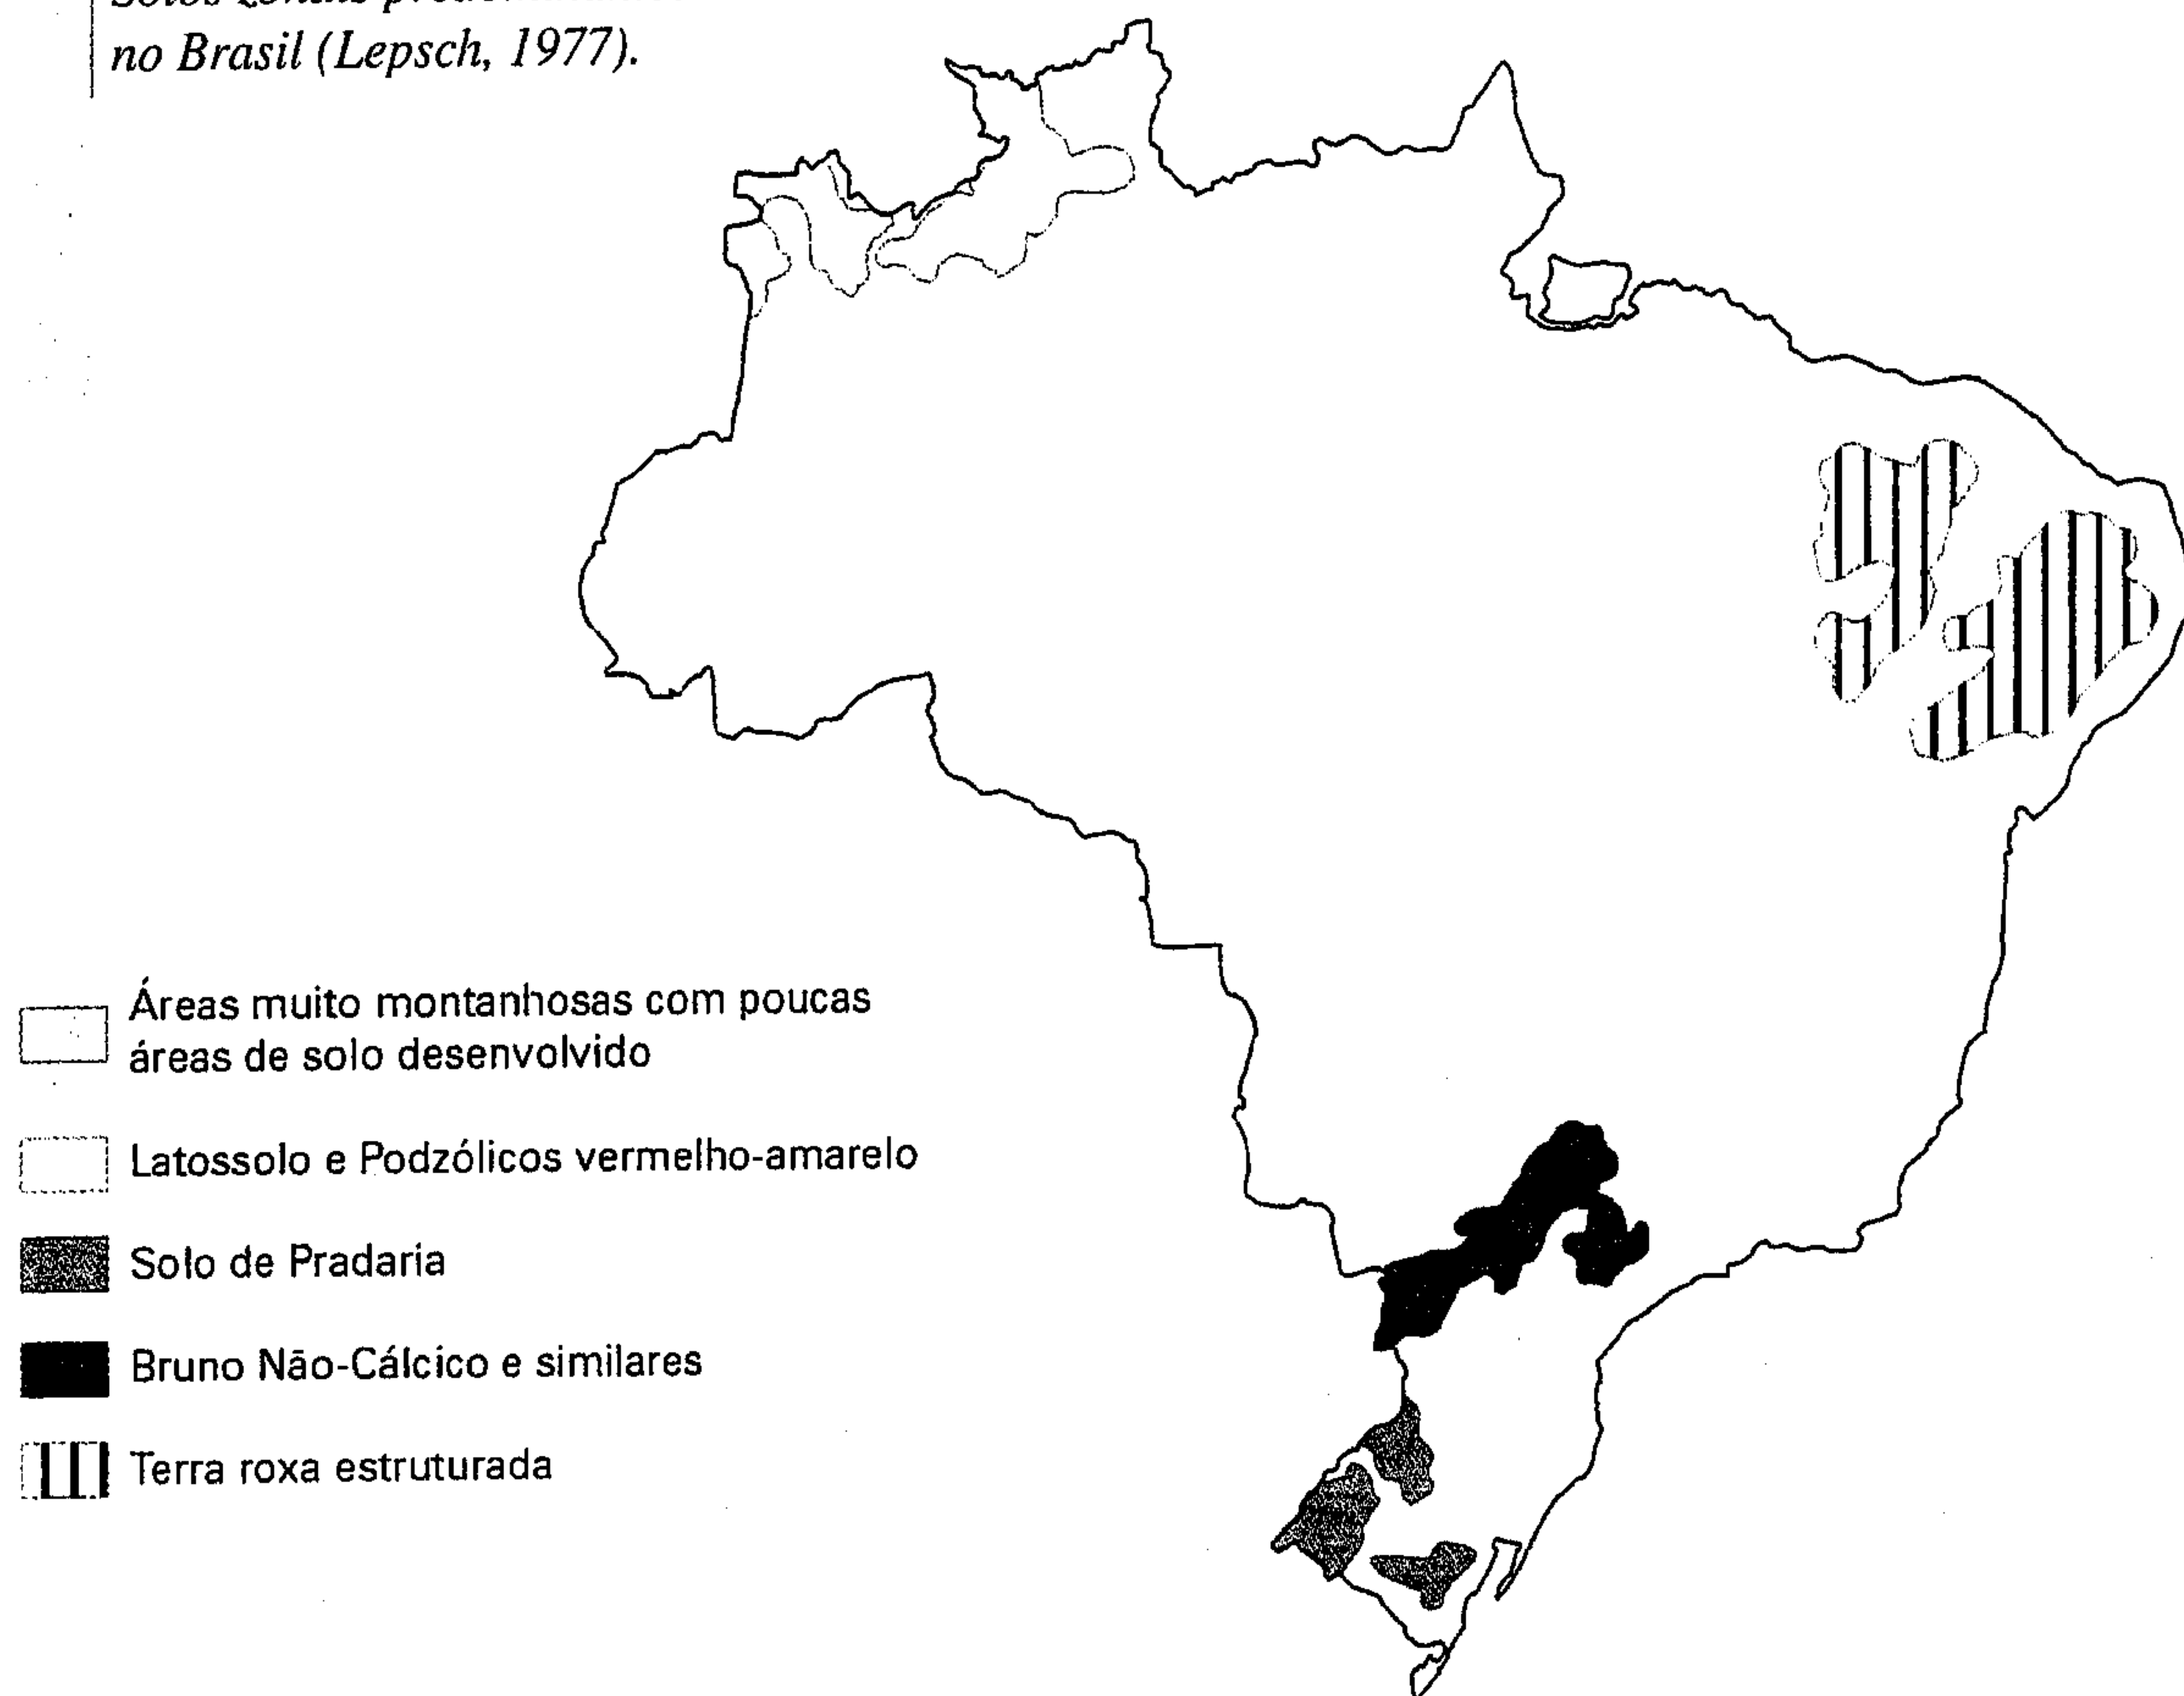 no Brasil (Lepsch, 1977).
Áreas muito montanhosas com poucas
áreas de solo desenvolvido
Latossolo e Podzólicos vermelho-amarelo
Solo de Pradaria
Bruno Não-Cálcico e similares
Terra roxa estruturada